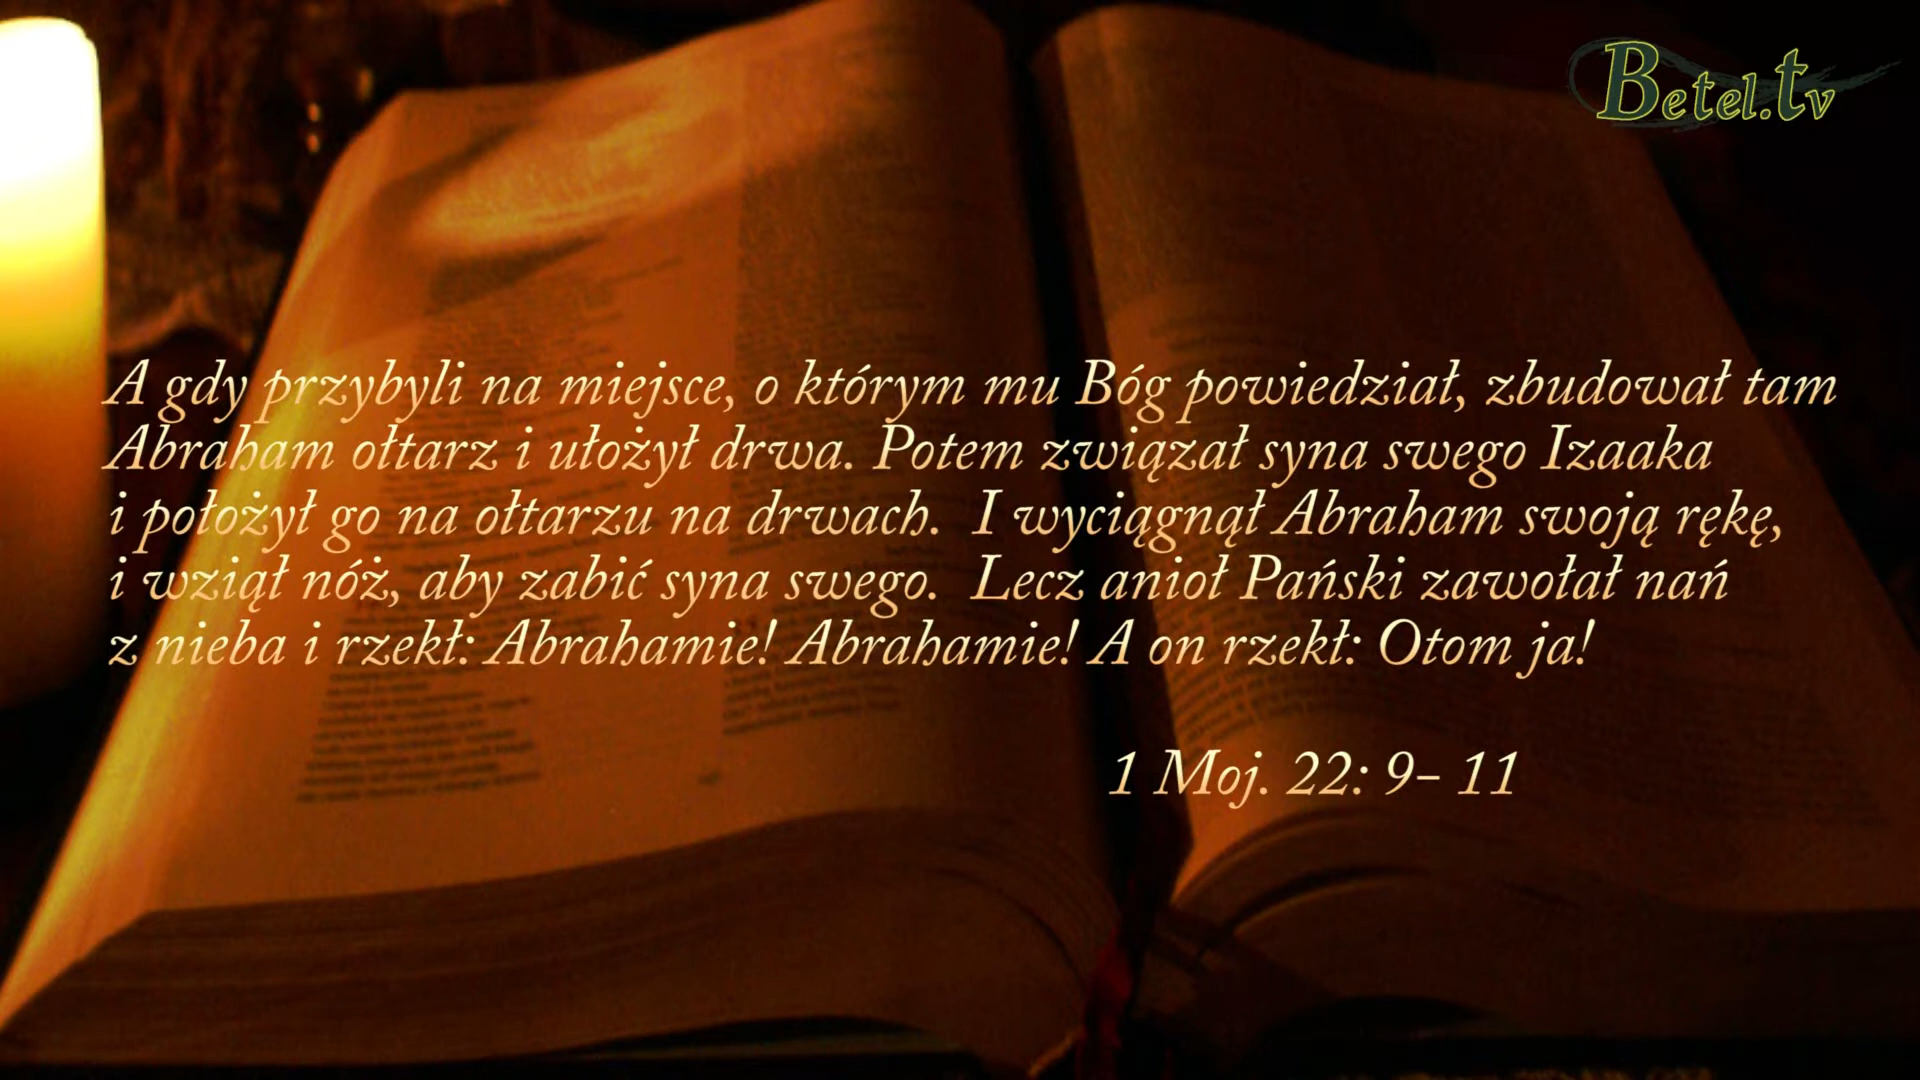 Betel.tv
A gdy przybyli na miejsce, o którym mu Bóg powiedział, zbudował tam
Abraham ołtarz i ułożył drwa. Potem związał syna swego Izaaka
i położył go na ołtarzu na drwach. I wyciągnął Abraham swoją rękę,
i wziął nóż, aby zabić syna swego. Lecz anioł Pański zawołał nań
z nieba i rzekł: Abrahamie! Abrahamie! A on rzekł: Otom ja!
1 Moj. 22: 9– 11